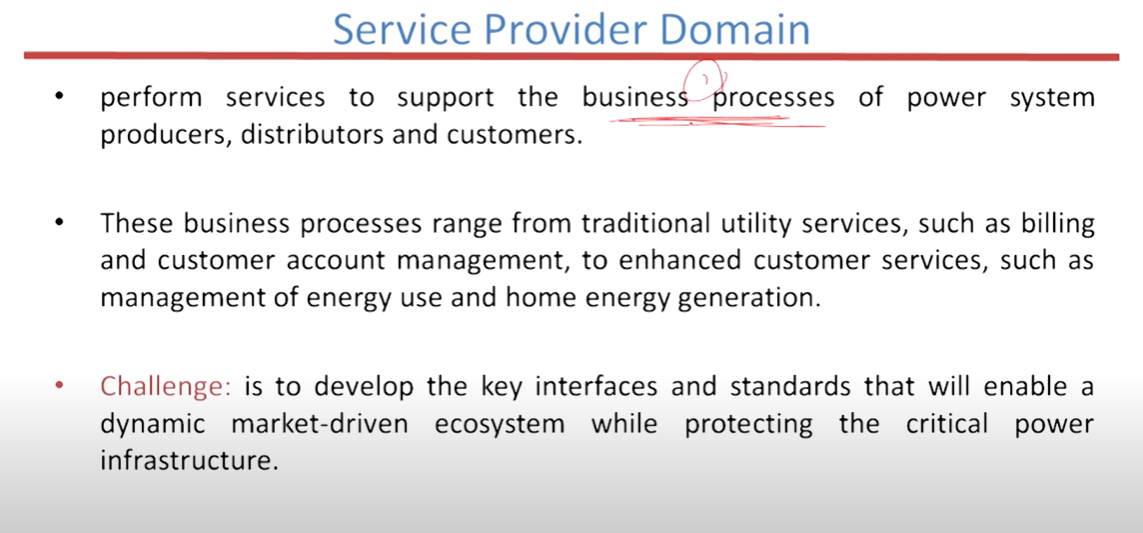 Service Provider Domain
• perform services to support the business processes of power system
producers, distributors and customers.
• These business processes range from traditional utility services, such as billing
and customer account management, to enhanced customer services, such as
management of energy use and home energy generation.
• Challenge: is to develop the key interfaces and standards that will enable a
dynamic market-driven ecosystem while protecting the critical power
infrastructure.